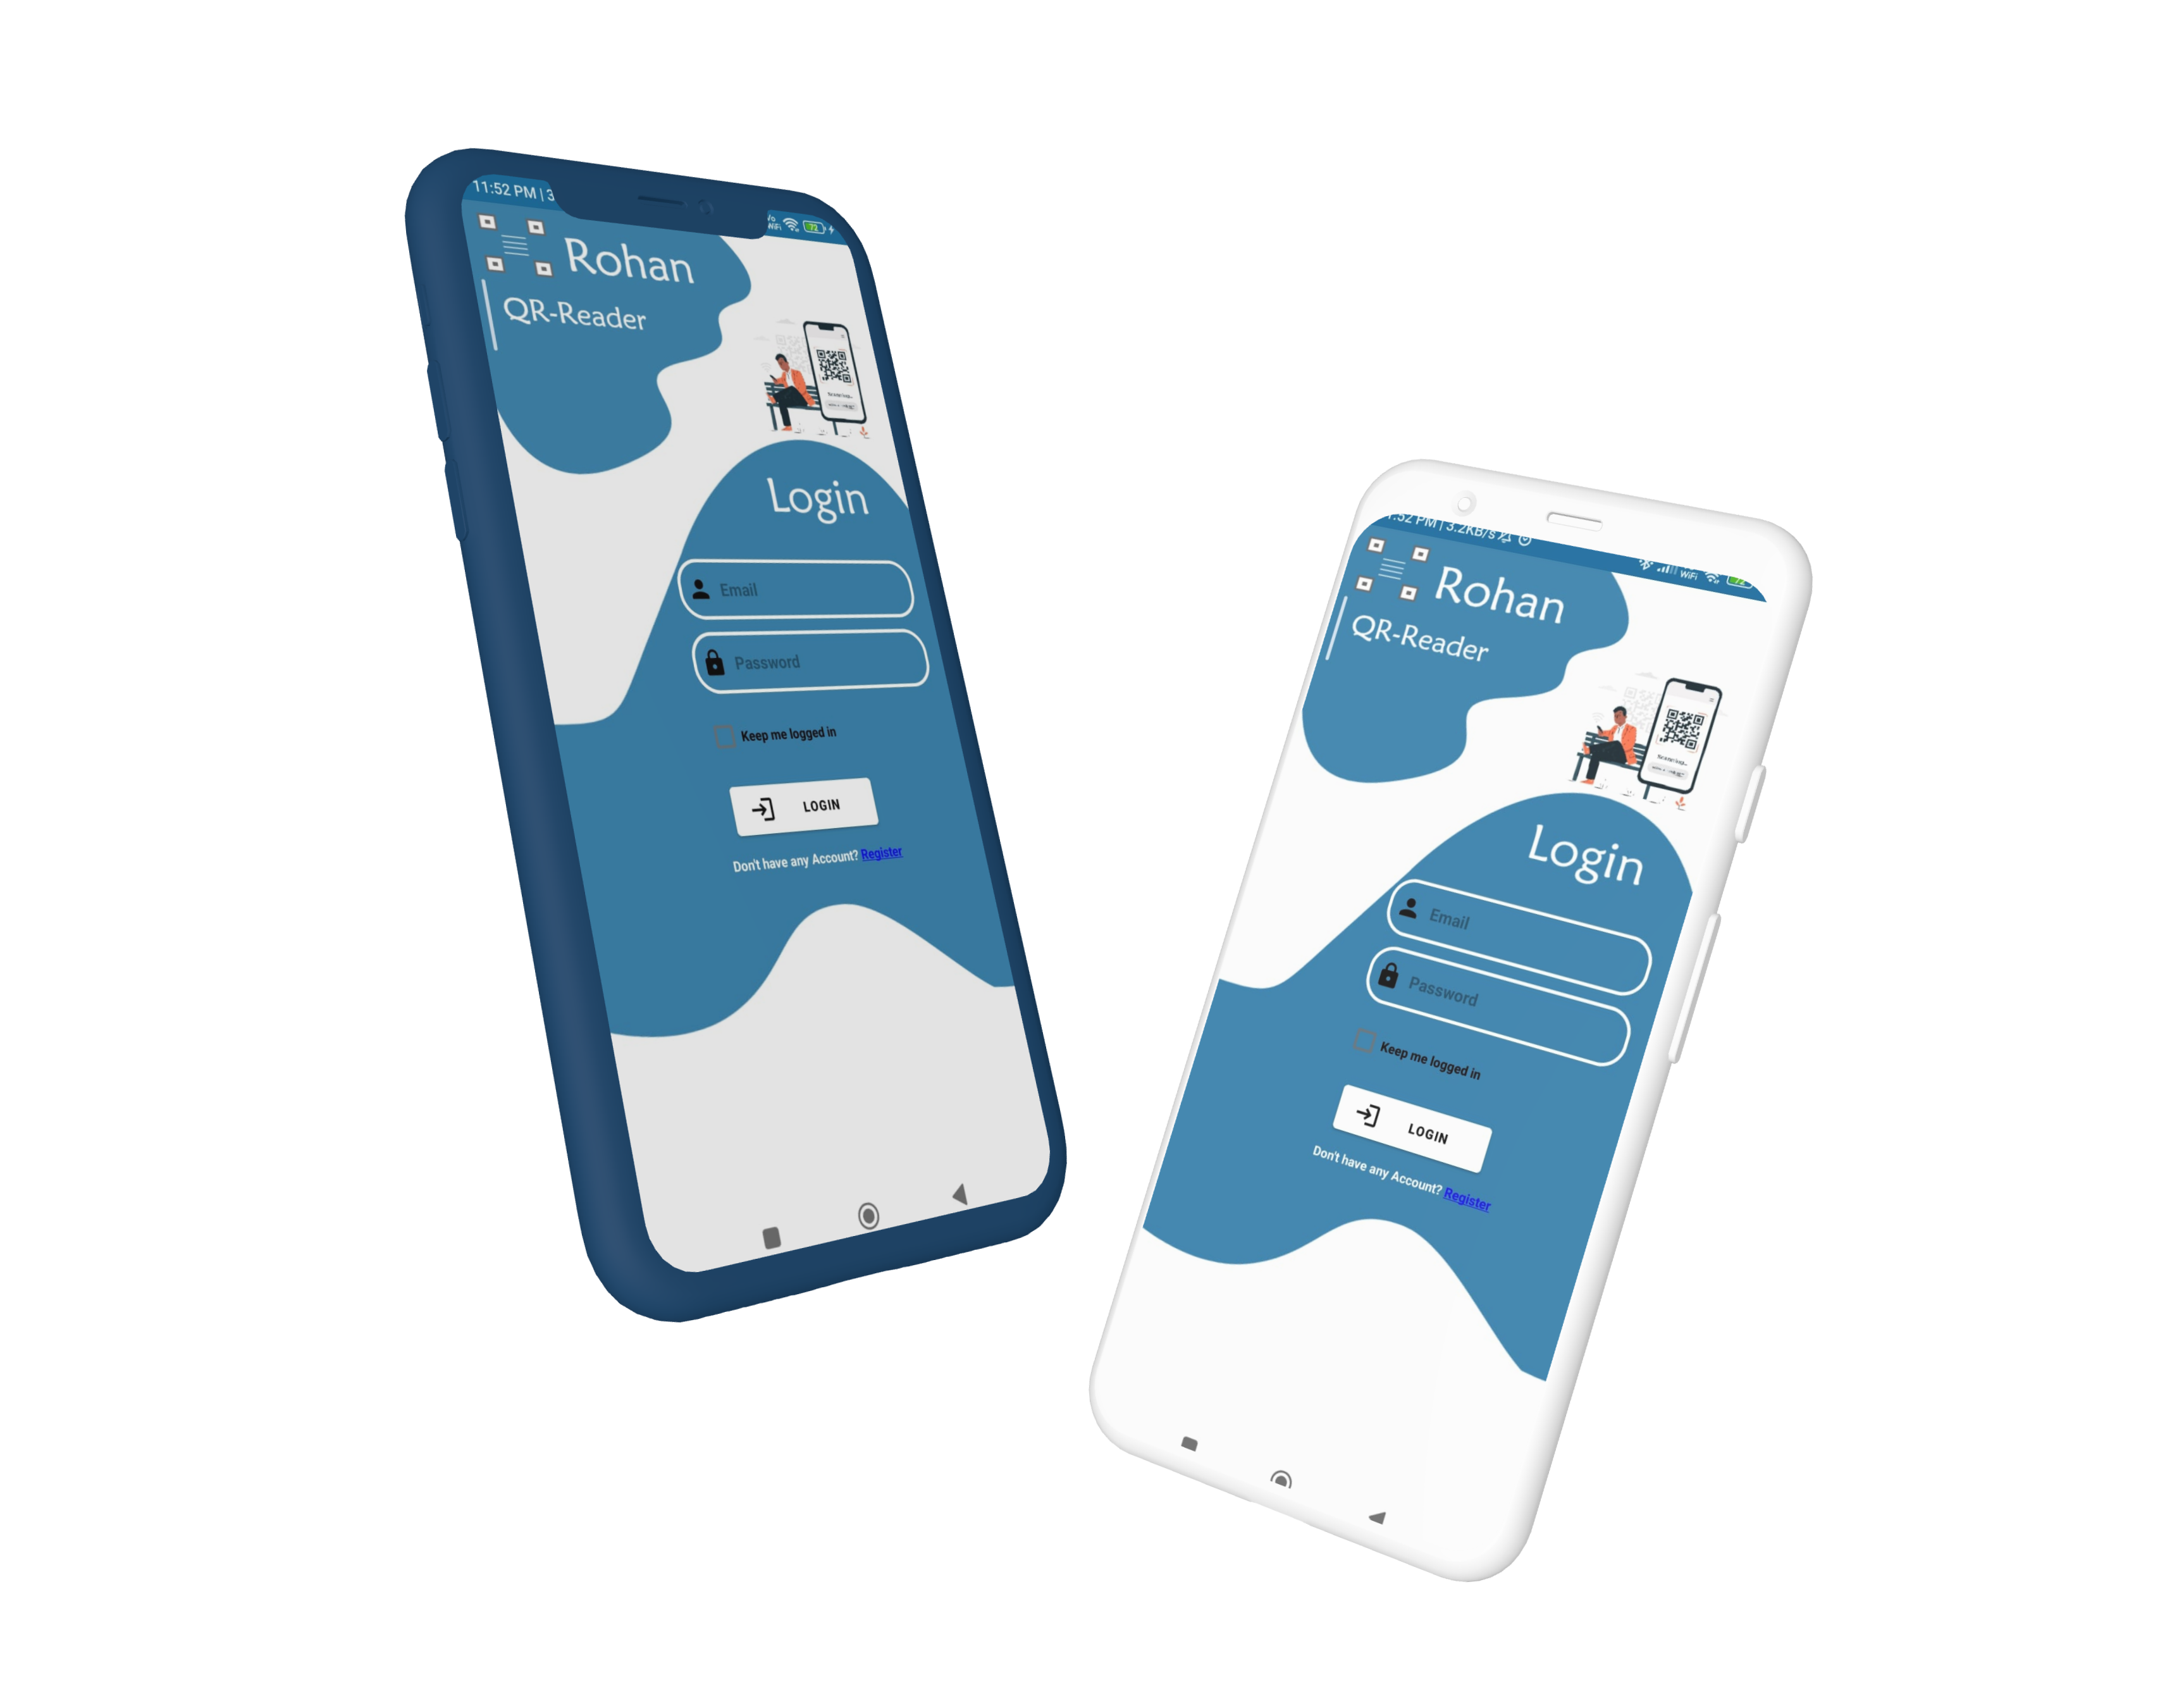 11:52 PM | 3
WiFi 72
Rohan
QR-Reader
Login
Email
Password
Keep me logged in
LOGIN
Don't have any Account? Register
:52 PM | 3.2KB/s
WiFi
Rohan
QR-Reader
Login
Email
Password
Keep me logged in
LOGIN
Don't have any Account? Register